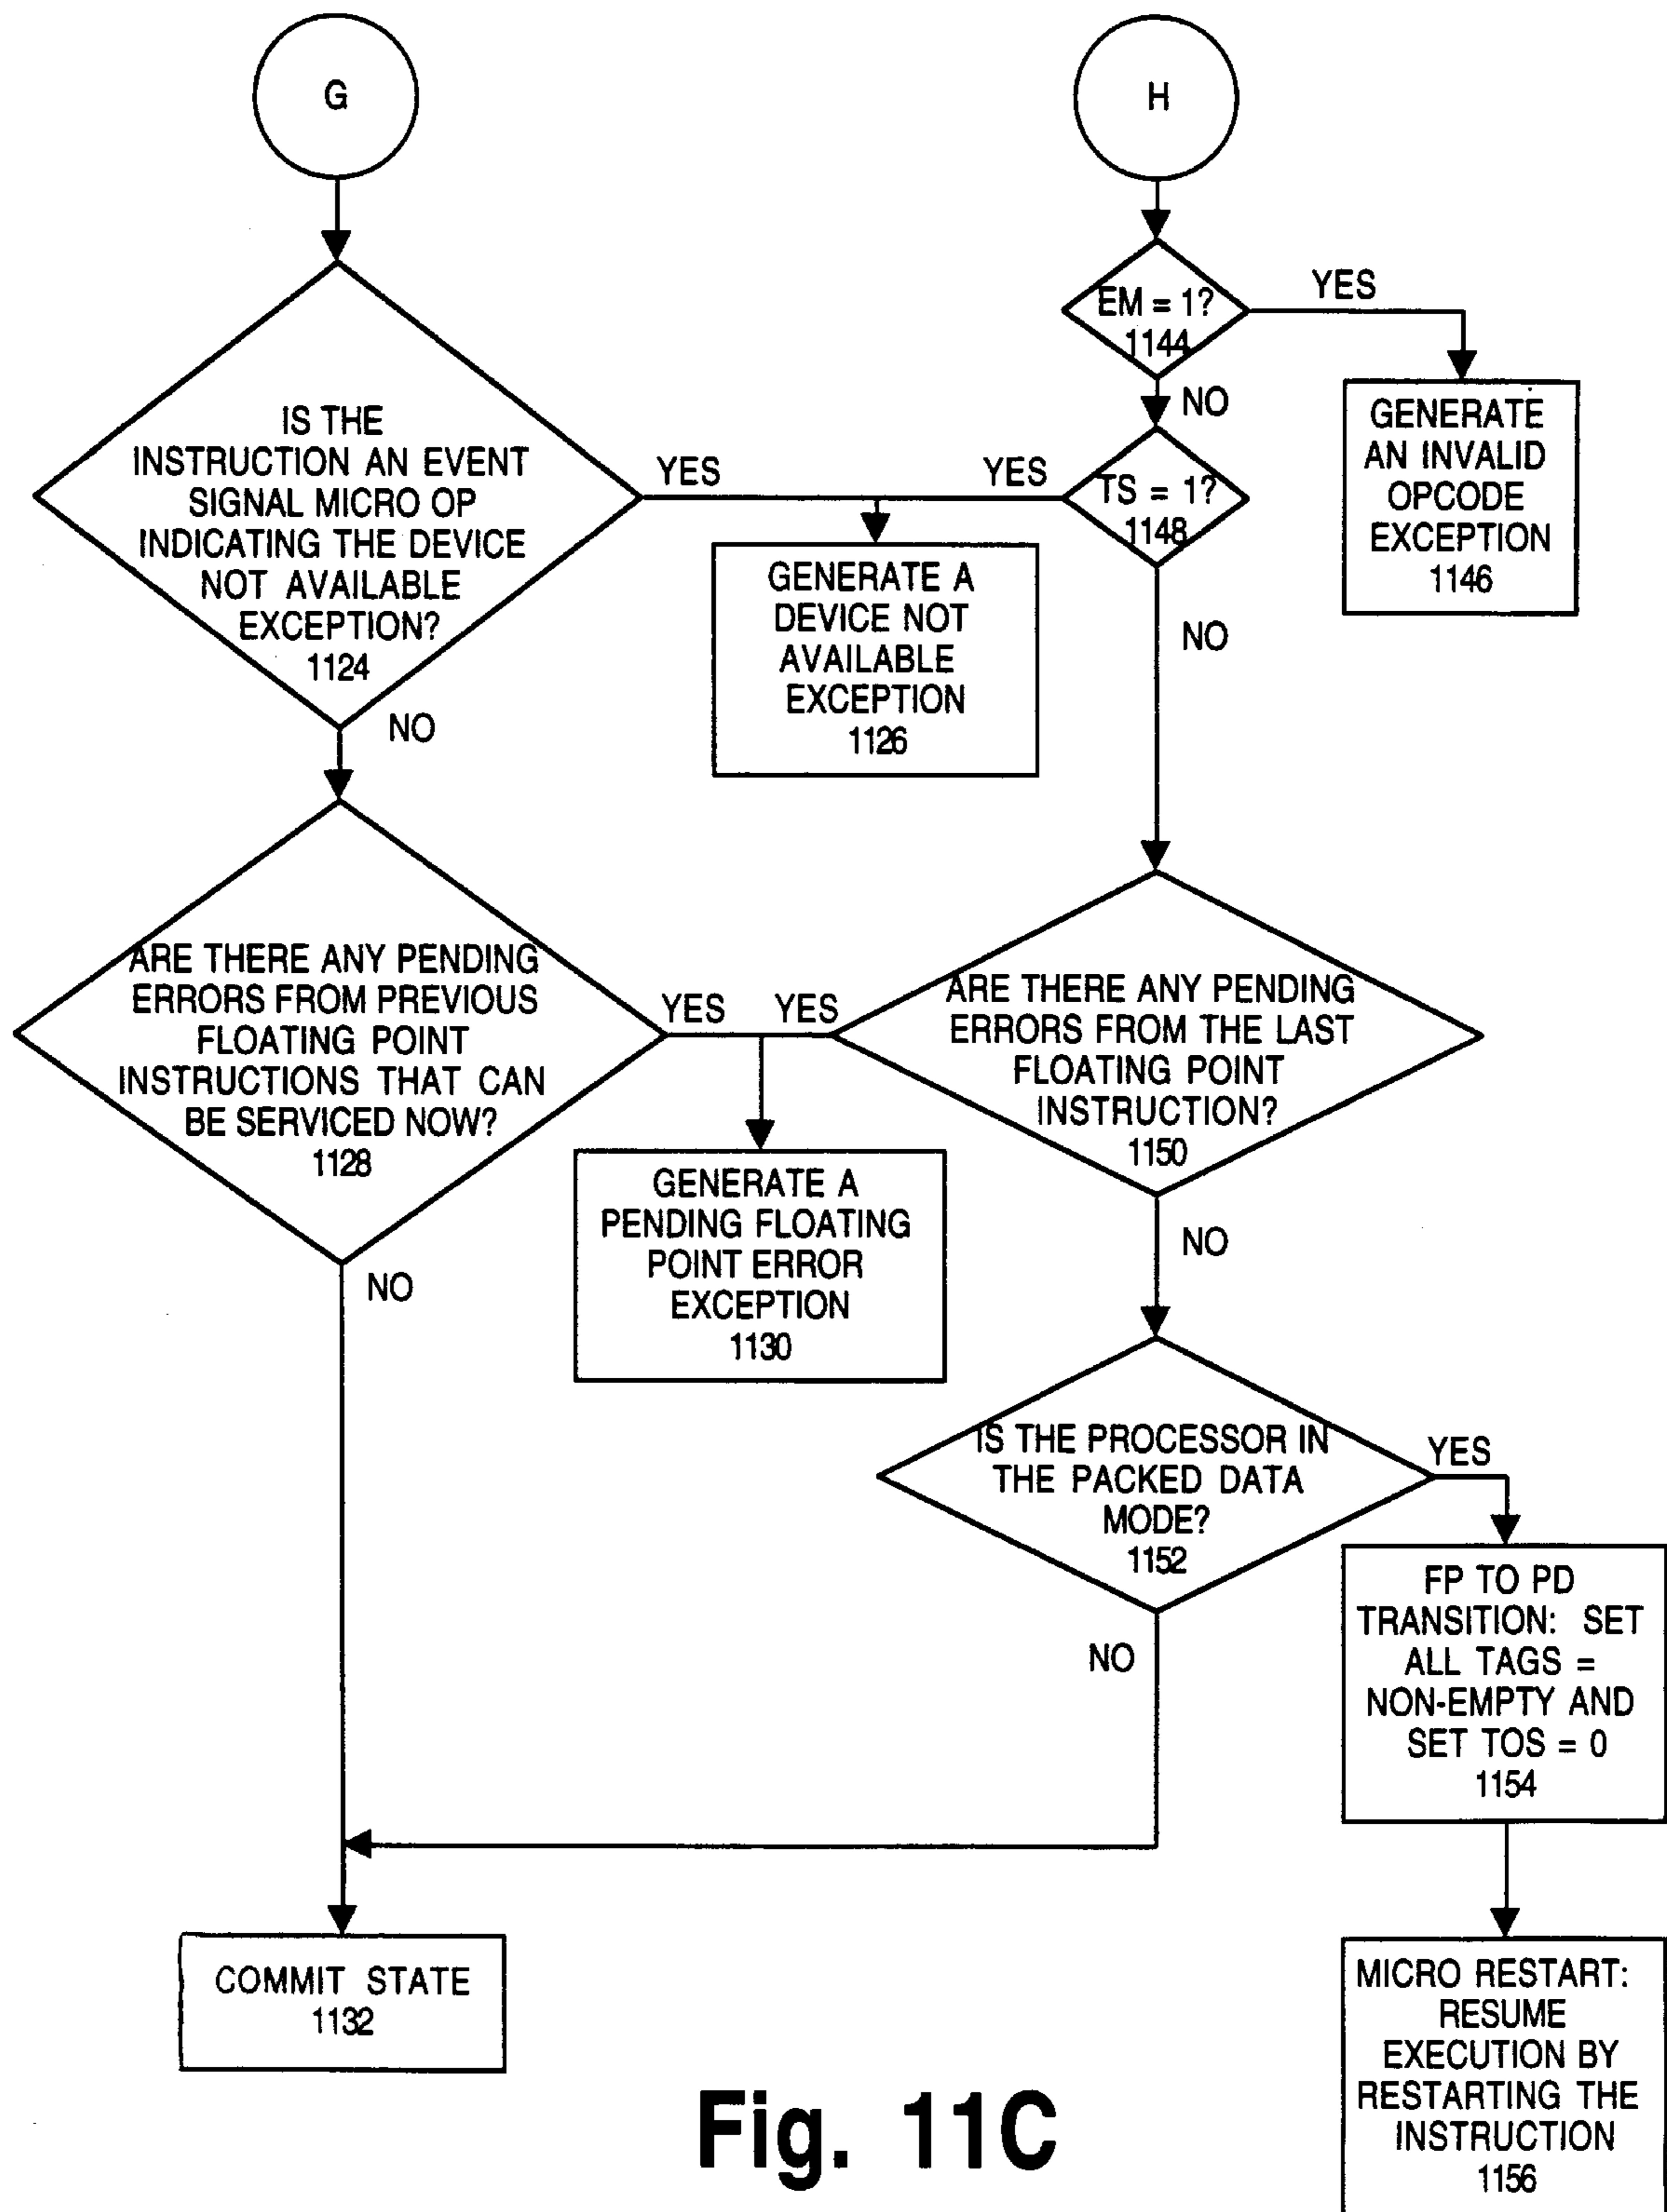 G
H
EM = 1?
1144
YES
NO
GENERATE
AN INVALID
OPCODE
EXCEPTION
1146
IS THE
INSTRUCTION AN EVENT
SIGNAL MICRO OP
INDICATING THE DEVICE
NOT AVAILABLE
EXCEPTION?
1124
YES
YES
TS = 1?
1148
NO
GENERATE A
DEVICE NOT
AVAILABLE
EXCEPTION
1126
NO
ARE THERE ANY PENDING
ERRORS FROM PREVIOUS
FLOATING POINT
INSTRUCTIONS THAT CAN
BE SERVICED NOW?
1128
YES
YES
ARE THERE ANY PENDING
ERRORS FROM THE LAST
FLOATING POINT
INSTRUCTION?
1150
GENERATE A
PENDING FLOATING
POINT ERROR
EXCEPTION
1130
NO
NO
IS THE PROCESSOR IN
THE PACKED DATA
MODE?
1152
YES
NO
FP TO PD
TRANSITION: SET
ALL TAGS =
NON-EMPTY AND
SET TOS = 0
1154
COMMIT STATE
1132
MICRO RESTART:
RESUME
EXECUTION BY
RESTARTING THE
INSTRUCTION
1156
Fig. 11C